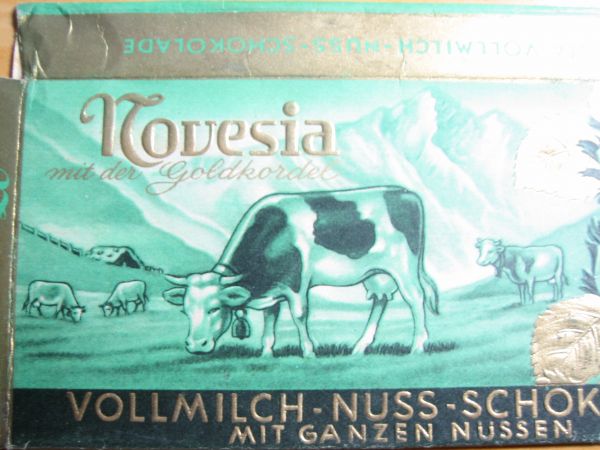 VOLLMILCH-NUSS-SCHOKOLADE
Novesia
mit der Goldkordel
VOLLMILCH-NUSS-SCHOK
MIT GANZEN NÜSSEN